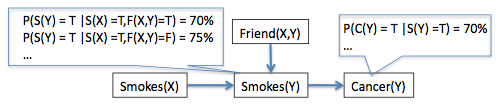 P(S(Y) = T |S(X) =T,F(X,Y)=T) = 70%
P(S(Y) = T |S(X) =T,F(X,Y)=F) = 75%
...
Friend(X,Y)
P(C(Y) = T |S(Y) =T) = 70%
...
Smokes(X)
Smokes(Y)
Cancer(Y)